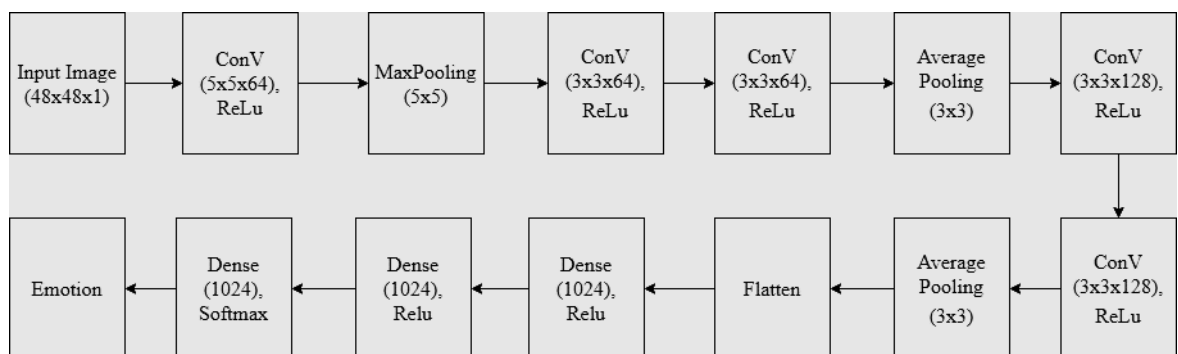 Input Image
(48x48x1)
ConV
(5x5x64),
ReLu
MaxPooling
(5x5)
ConV
(3x3x64),
ReLu
ConV
(3x3x64),
ReLu
Average
Pooling
(3x3)
ConV
(3x3x128),
ReLu
ConV
(3x3x128),
ReLu
Average
Pooling
(3x3)
Flatten
Dense
(1024),
Relu
Dense
(1024),
Relu
Dense
(1024),
Softmax
Emotion